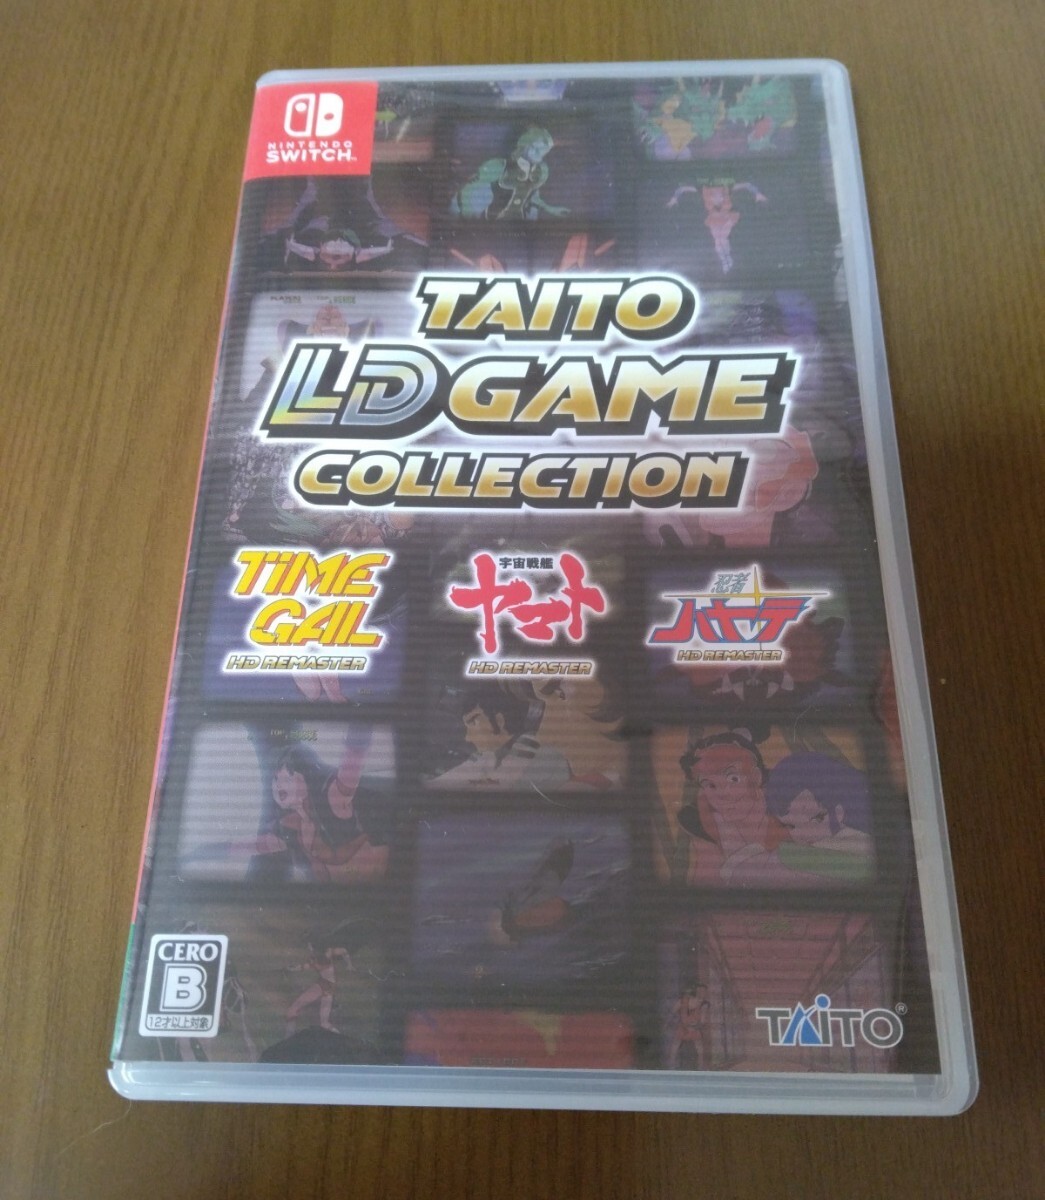 NINTENDO
SWITCH™
TAITO
LD GAME
COLLECTION
TIME
GAL
HD REMASTER
宇宙戦艦
ヤマト
HD REMASTER
忍者
ハヤテ
HD REMASTER
CERO
B
12才以上対象
TAITO®